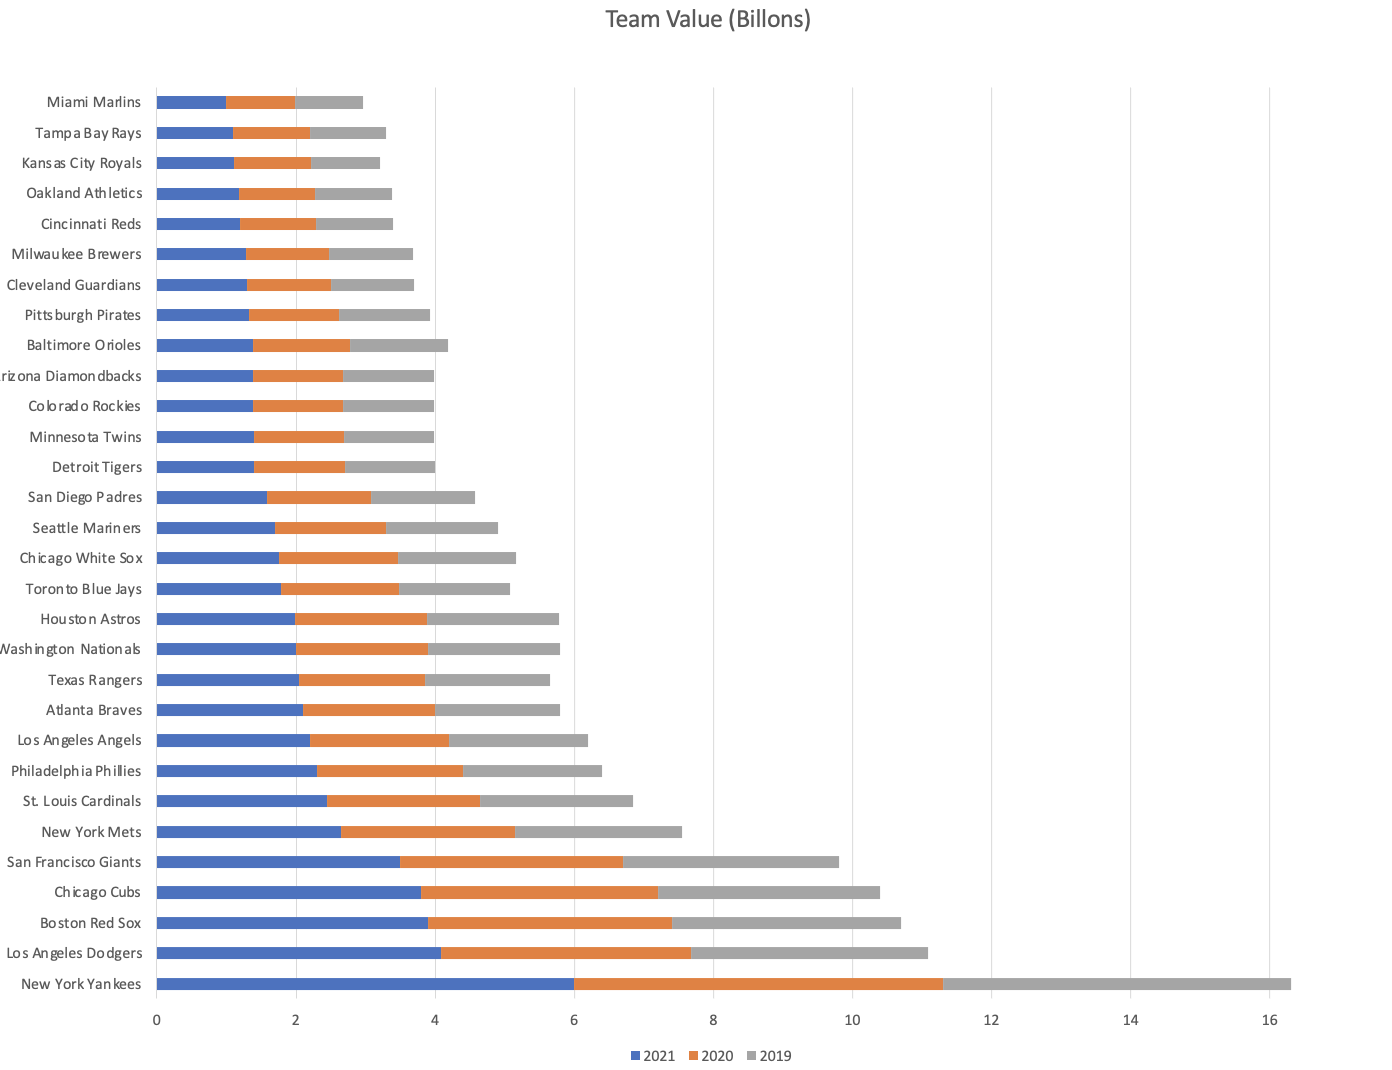 Team Value (Billons)
Miami Marlins
Tampa Bay Rays
Kansas City Royals
Oakland Athletics
Cincinnati Reds
Milwaukee Brewers
Cleveland Guardians
Pittsburgh Pirates
Baltimore Orioles
rizona Diamondbacks
Colorado Rockies
Minnesota Twins
Detroit Tigers
San Diego Padres
Seattle Mariners
Chicago White Sox
Toronto Blue Jays
Houston Astros
Washington Nationals
Texas Rangers
Atlanta Braves
Los Angeles Angels
Philadelphia Phillies
St. Louis Cardinals
New York Mets
San Francisco Giants
Chicago Cubs
Boston Red Sox
Los Angeles Dodgers
New York Yankees
0 2 4 6 8 10 12 14 16
2021 2020 2019